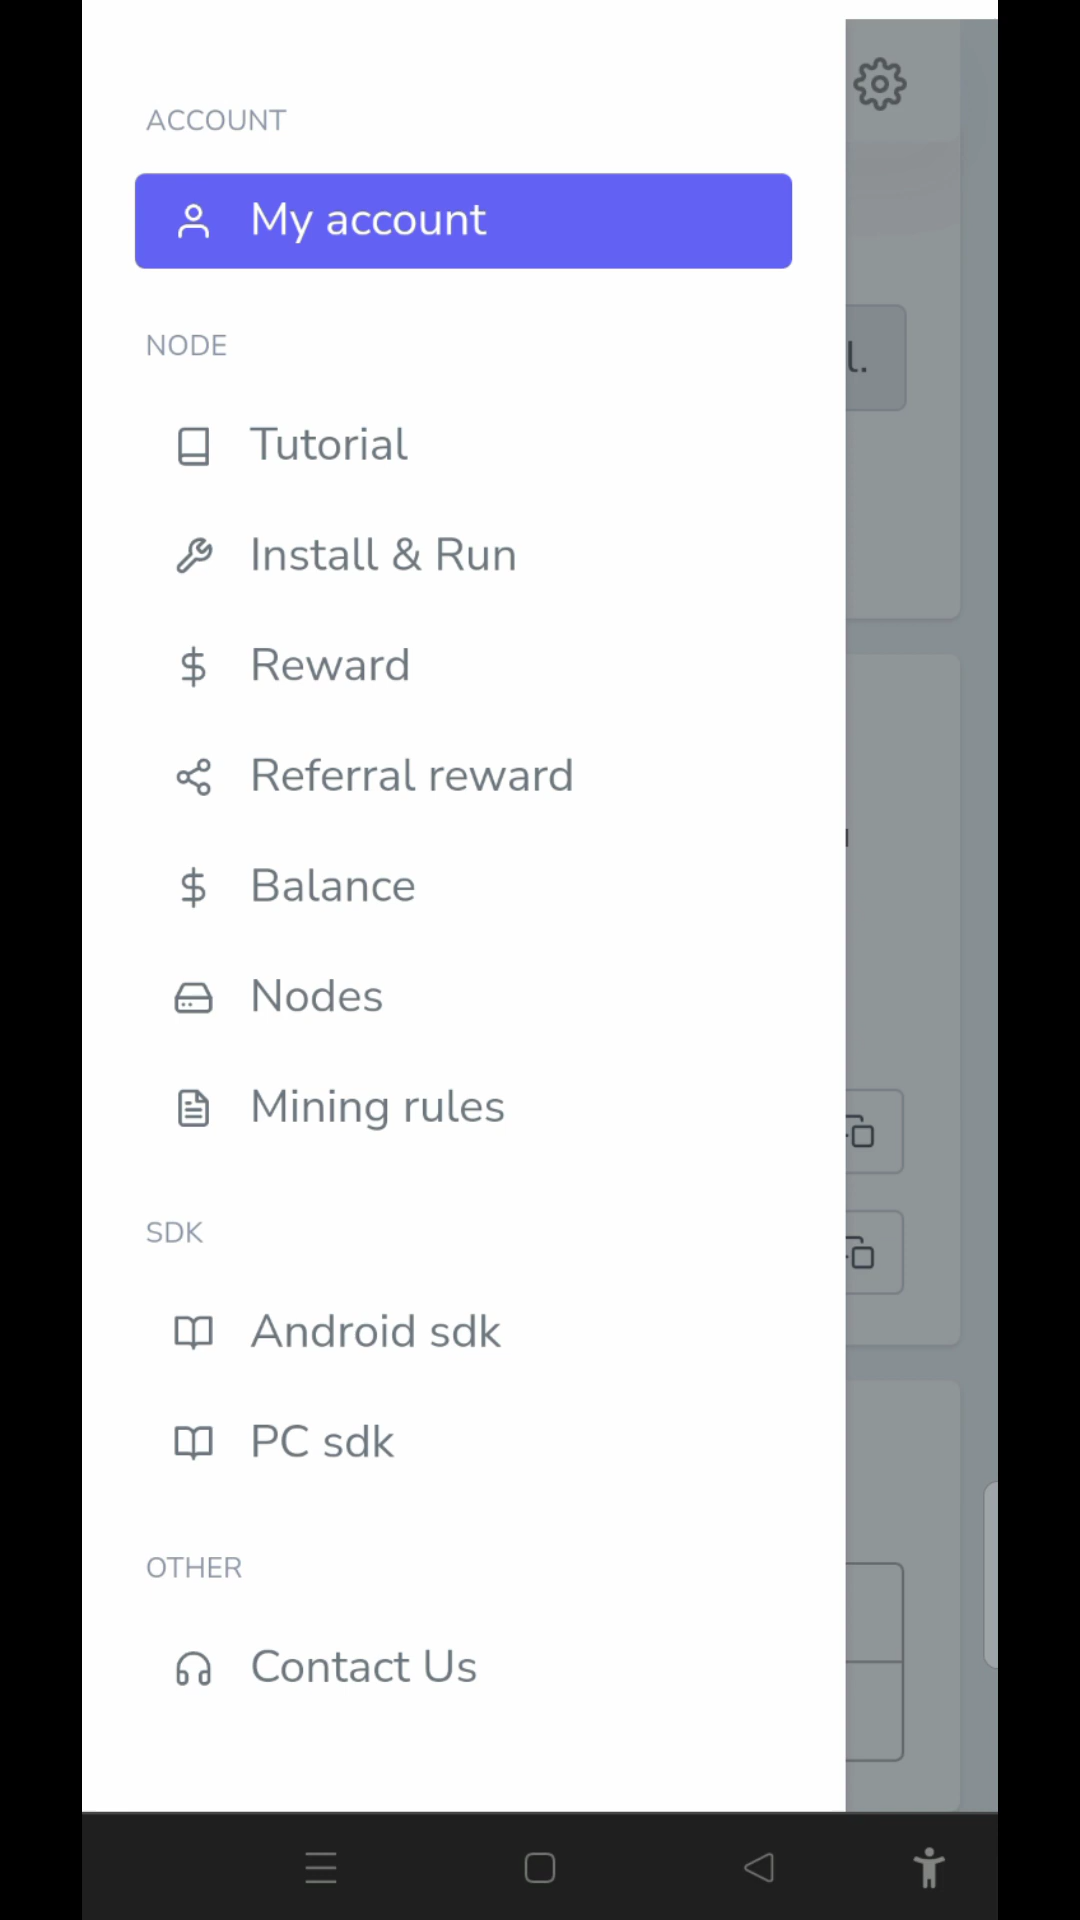 ACCOUNT
My account
l.
NODE
Tutorial
Install & Run
Reward
Referral reward
Balance
Nodes
Mining rules
SDK
Android sdk
PC sdk
OTHER
Contact Us